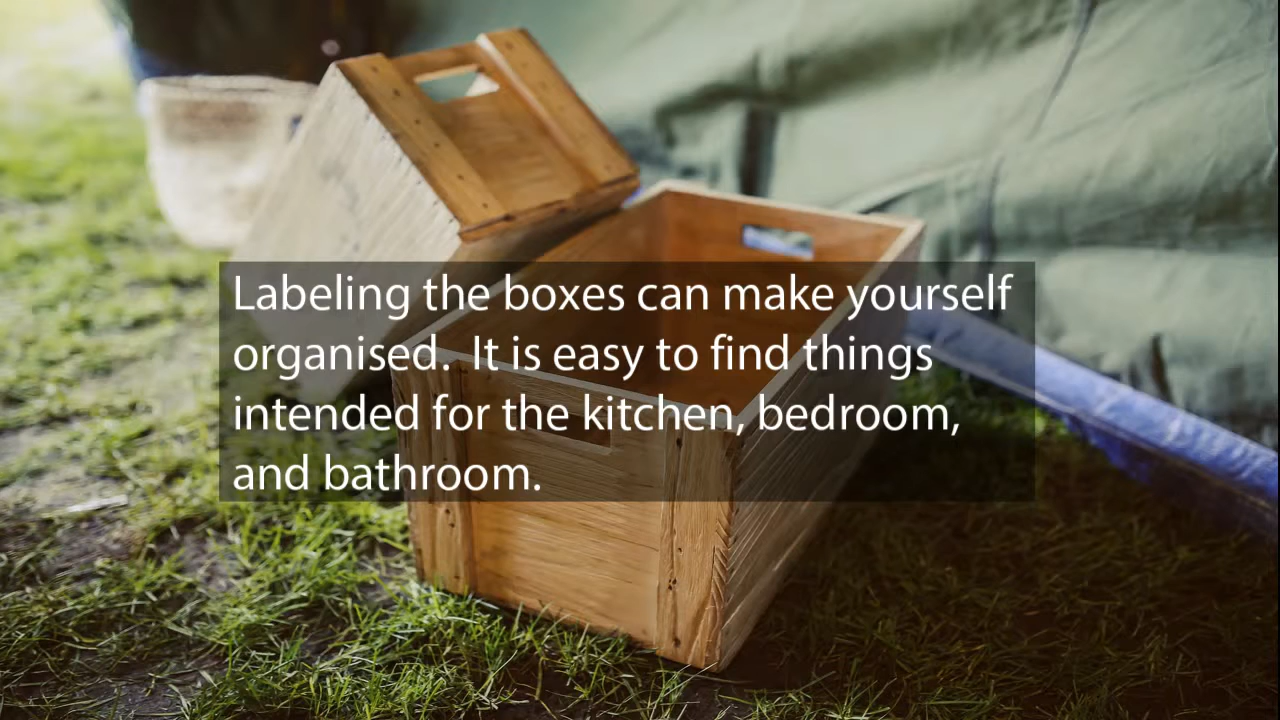 Labeling the boxes can make yourself
organised.  It is easy to find things
intended for the kitchen, bedroom,
and bathroom.